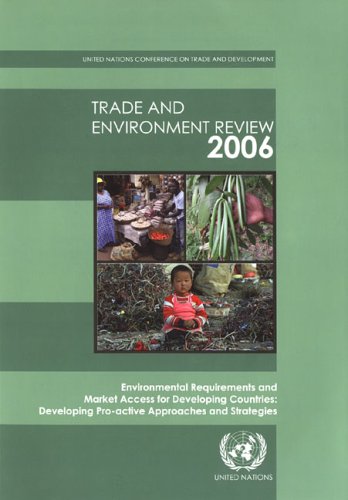 UNITED NATIONS CONFERENCE ON TRADE AND DEVELOPMENT
TRADE AND
ENVIRONMENT REVIEW
2006
Environmental Requirements and
Market Access for Developing Countries:
Developing Pro-active Approaches and Strategies
UNITED NATIONS